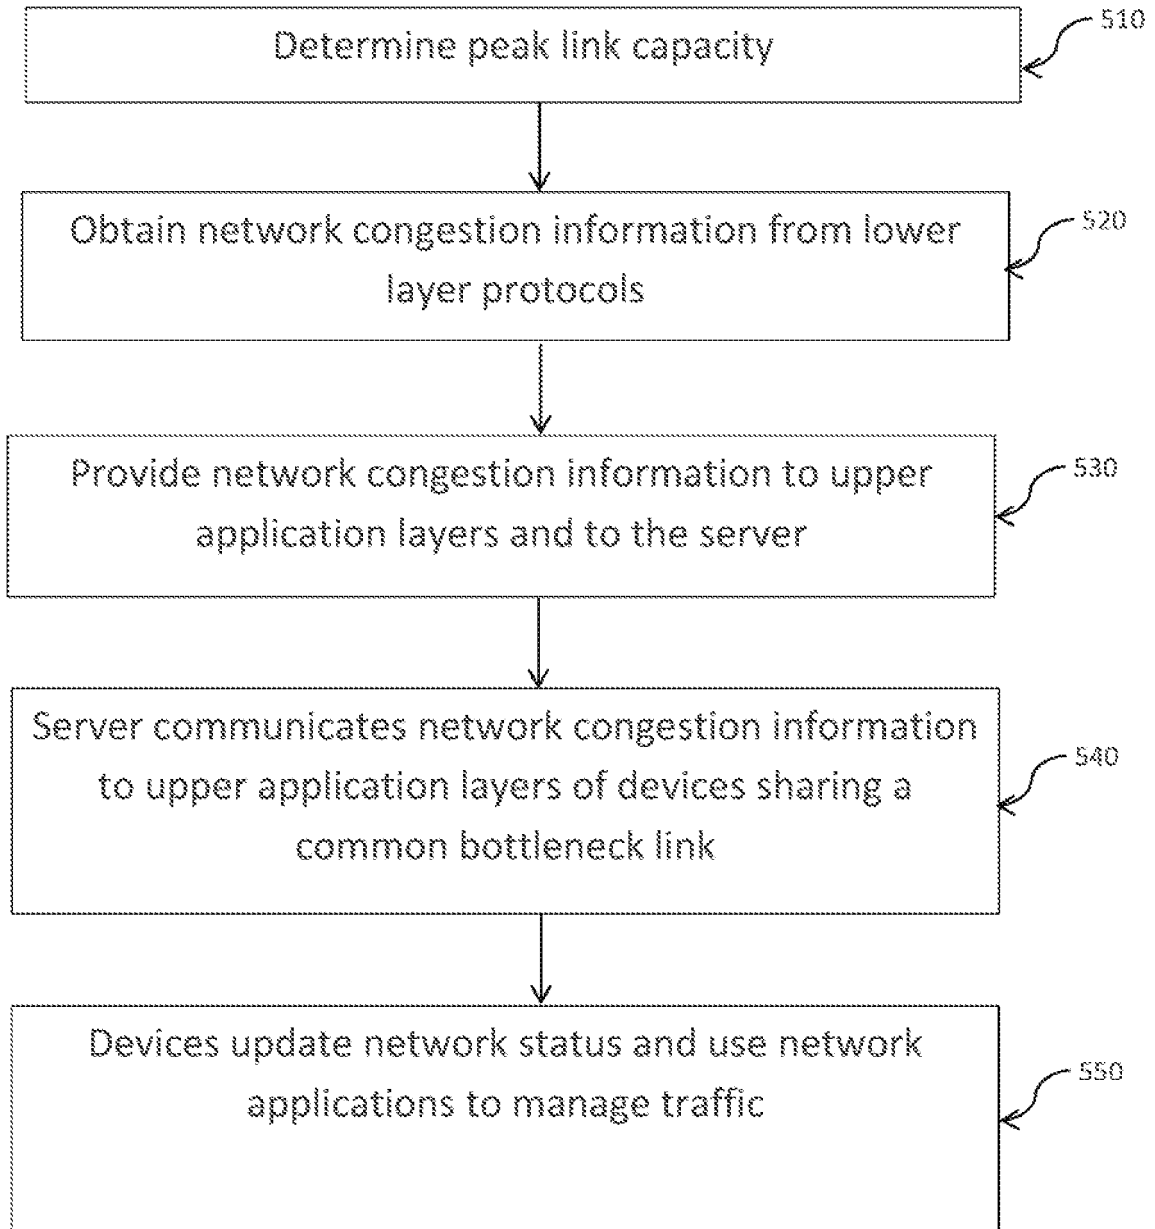 Determine peak link capacity
510
Obtain network congestion information from lower
layer protocols
520
Provide network congestion information to upper
application layers and to the server
530
Server communicates network congestion information
to upper application layers of devices sharing a
common bottleneck link
540
Devices update network status and use network
applications to manage traffic
550